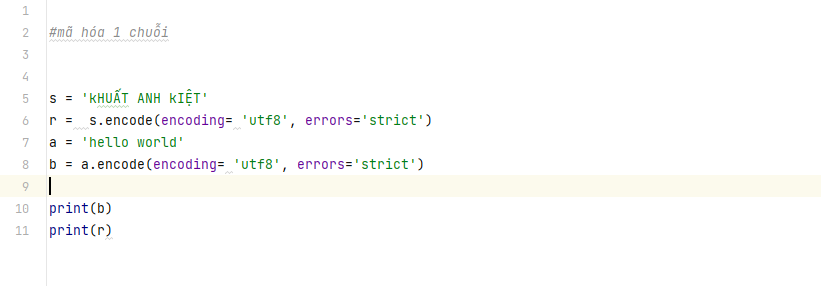 1
2 #mã hóa 1 chuỗi
3
4
5 s = 'kHUẤT ANH kIỆT'
6 r =  s.encode(encoding= 'utf8', errors='strict')
7 a = 'hello world'
8 b = a.encode(encoding= 'utf8', errors='strict')
9
10 print(b)
11 print(r)